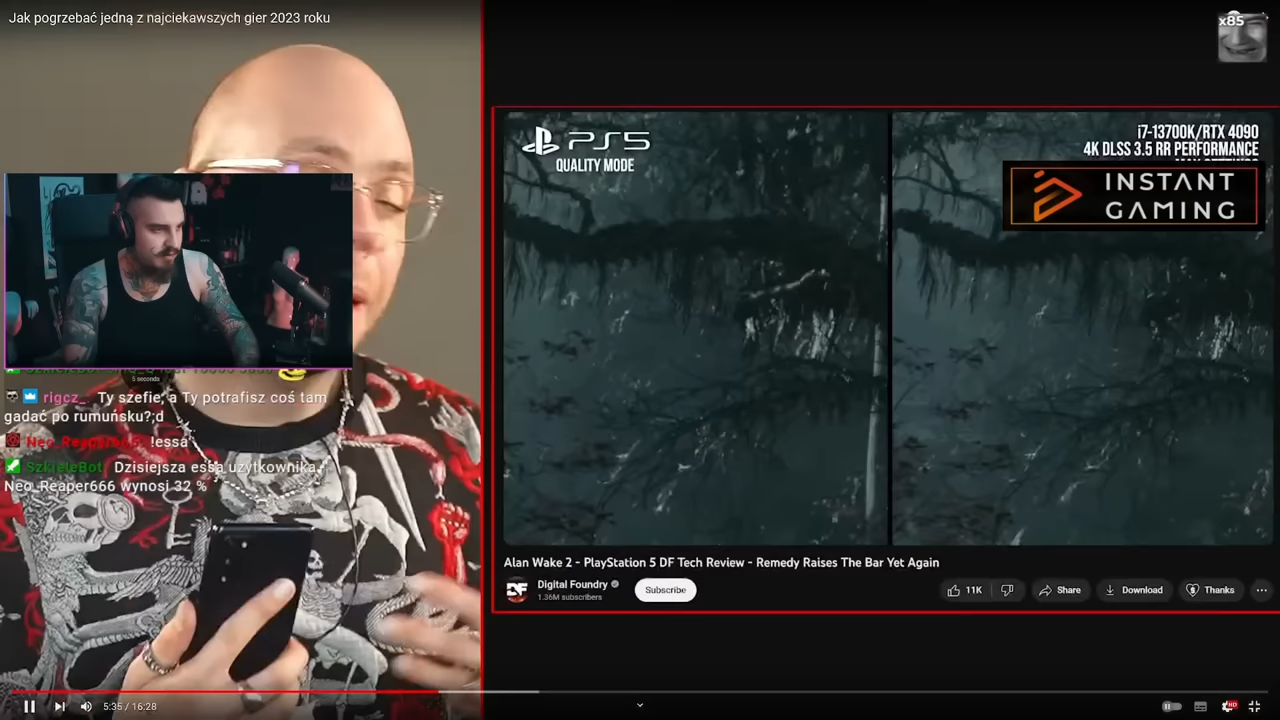 Jak pogrzebać jedną z najciekawszych gier 2023 roku
x85
PS5
QUALITY MODE
i7-13700K/RTX 4090
4K DLSS 3.5 RR PERFORMANCE
INSTANT
GAMING
5 seconds
rigcz_ Ty szefie, a Ty potrafisz coś tam
gadać po rumuńsku?;d
Neo_Reaper666: !essa
SzkieleBot: Dzisiejsza essa użytkownika
Neo_Reaper666 wynosi 32 %
Alan Wake 2 - PlayStation 5 DF Tech Review - Remedy Raises The Bar Yet Again
Digital Foundry
1.36M subscribers
Subscribe
11K
Share
Download
Thanks
5:35 / 16:28
HD